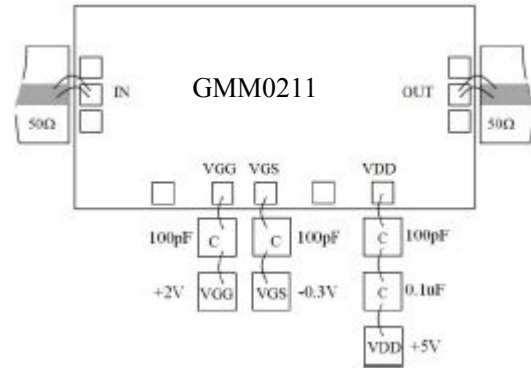 IN GMM0211 OUT
50Ω 50Ω
VGG VGS VDD
100pF C C 100pF C 100pF
+2V VGG VGS -0.3V C 0.1uF
VDD +5V